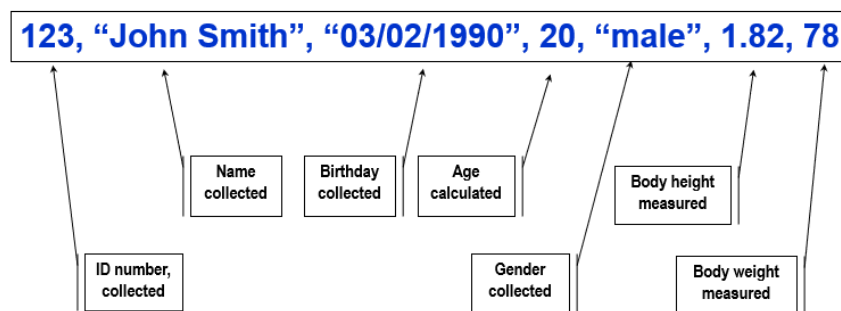 123, “John Smith”, “03/02/1990”, 20, “male”, 1.82, 78
Name
collected
Birthday
collected
Age
calculated
Body height
measured
ID number,
collected
Gender
collected
Body weight
measured